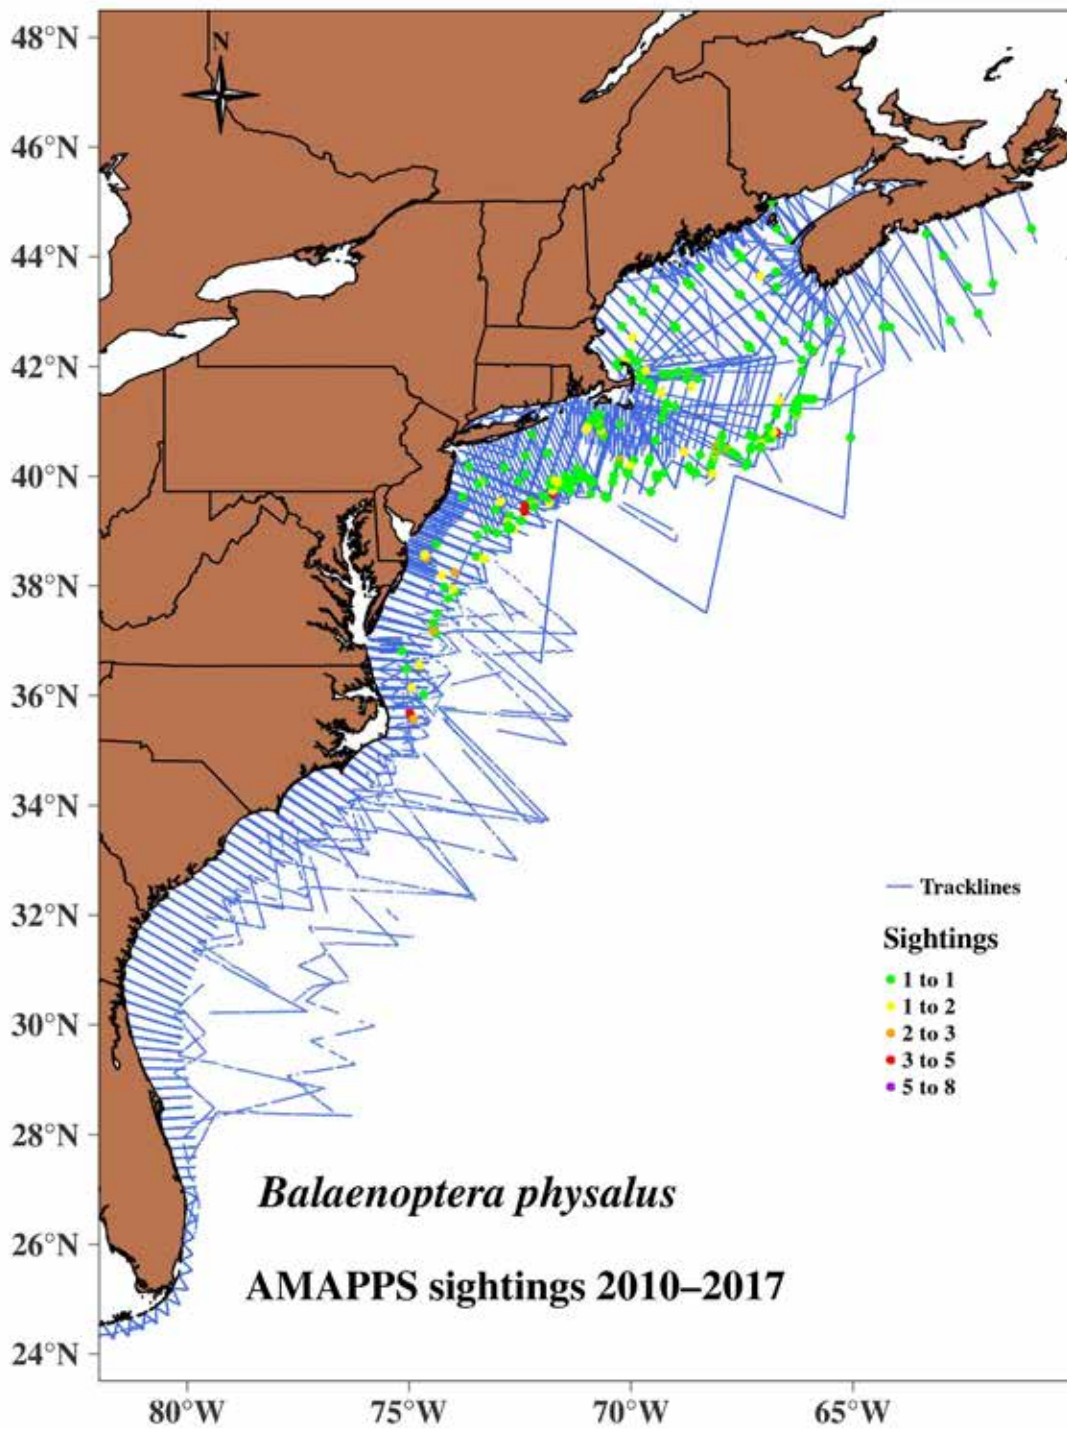 48°N
N
46°N
44°N
42°N
40°N
38°N
36°N
34°N
32°N
30°N
28°N
26°N
24°N
Tracklines
Sightings
1 to 1
1 to 2
2 to 3
3 to 5
5 to 8
Balaenoptera physalus
AMAPPS sightings 2010–2017
80°W
75°W
70°W
65°W